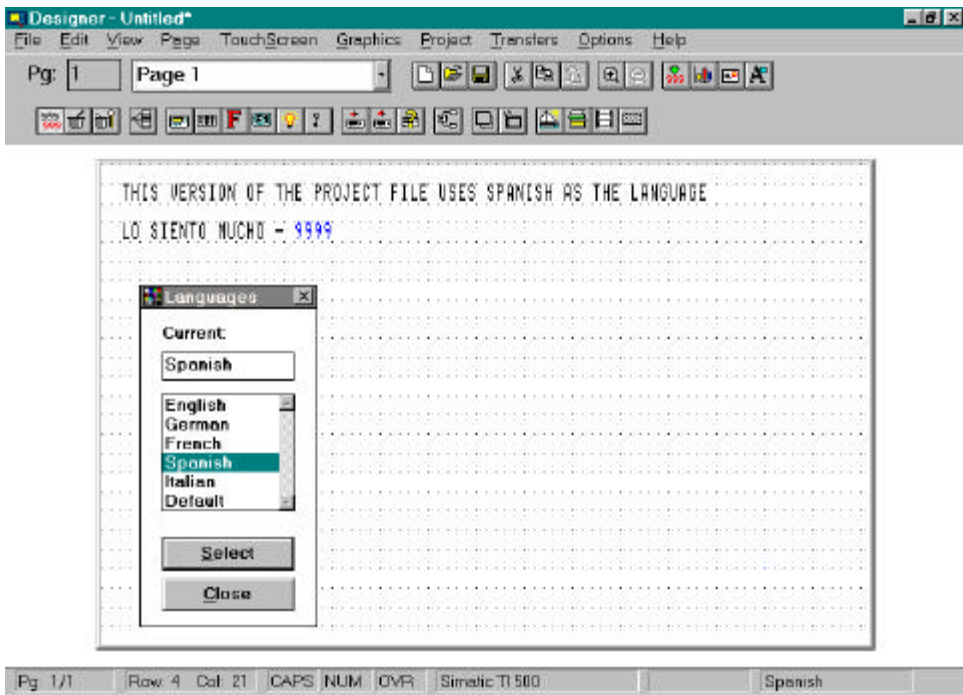 Designer - Untitled*
File Edit View Page TouchScreen Graphics Project Transfers Options Help
Pg: 1 Page 1
THIS VERSION OF THE PROJECT FILE USES SPANISH AS THE LANGUAGE
LO SIENTO MUCHO - 9999
Languages
Current:
Spanish
English
German
French
Spanish
Italian
Default
Select
Close
Pg 1/1 Row: 4 Col: 21 CAPS NUM OVR Simatic TI 500 Spanish